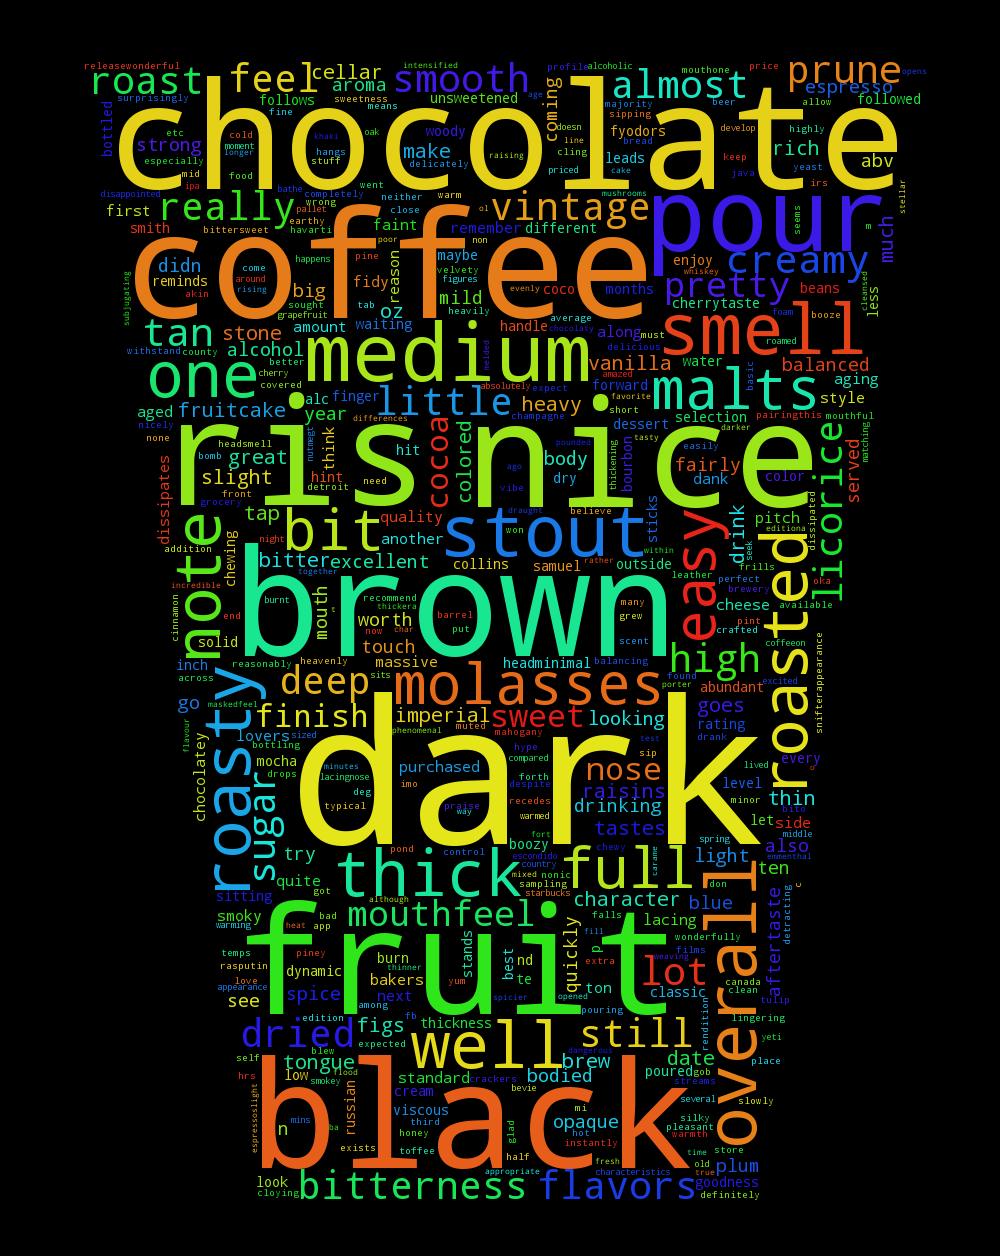 releasewonderful
intensified
profile
alcoholic
price
opens
roast
feel
cellar
smooth
almost
prune
mouthone
aroma
coming
espresso
surprisingly
follows
sweetness
unsweetened
age
majority
beer
allow
followed
bottled
chocolate
fine
means
sipping
etc
cold
oak
woody
doesn
fyodors
develop
highly
strong
moment
khaki
line
bread
rich
especially
longer
hangs
make
raising
cling
leads
keep
yeast
abv
mid
stuff
delicately
priced
cake
java
irs
ipa
food
went
disappointed
bathe
completely
neither
warm
mushrooms
stellar
first
really
wrong
pallet
close
vintage
pour
seems
m
much
smith
bittersweet
earthy
havarti
faint
poor
ol
non
remember
different
didn
come
happens
pine
maybe
enjoy
creamy
reminds
around
velvety
whiskey
akin
rising
big
fidy
reason
figures
evenly
coco
months
pretty
beans
cleansed
less
subjugating
coffee
sought
grapefruit
tab
oz
mild
heavily
chocolaty
average
cherrytaste
foam
booze
tan
stone
amount
waiting
handle
along
must
smell
roamed
withstand
county
alcohol
better
medium
melded
delicious
water
basic
balanced
one
cherry
covered
vanilla
amazed
malts
aging
alc
finger
little
absolutely
expect
forward
favorite
style
aged
fruitcake
year
differences
heavy
champagne
short
selection
pairingthis
mouthful
nicely
none
headsmell
nutmegt
think
hit
cocoa
colored
pounded
dessert
tasty
darker
licorice
matching
bomb
great
ris
nice
body
thickening
bourbon
easily
fairly
color
served
dissipates
slight
hint
need
ago
dry
dank
grocery
front
detroit
vibe
tap
bit
quality
draught
believe
sticks
drink
pitch
editiona
dissipated
addition
note
night
another
stout
won
within
easy
seek
roasted
chewing
bitter
excellent
collins
samuel
rather
outside
leather
perfect
frills
oka
incredible
together
brewery
cinnamon
end
burnt
mouth
recommend
thickera
barrel
many
cheese
available
brown
t
worth
put
grew
crafted
pint
solid
now
char
scent
coffeeon
touch
inch
reasonably
heavenly
massive
headminimal
balancing
high
snifterappearance
across
sits
found
excited
maskedfeel
deep
molasses
porter
abundant
go
roasty
finish
imperial
sweet
looking
goes
flavour
muted
phenomenal
mahogany
rating
lovers
sized
bottling
hype
test
drank
every
chocolatey
mocha
minutes
lacingnose
compared
sip
lived
drops
deg
imo
purchased
forth
nose
level
sugar
typical
despite
raisins
minor
thin
bito
dark
praise
recedes
drinking
way
warmed
tastes
let
side
pond
control
fort
spring
middle
try
boozy
chewy
also
emmenthal
thick
escondido
country
full
carame
light
quite
got
mixed
nonic
don
ten
c
sitting
although
sampling
starbucks
character
blue
overall
aftertaste
detracting
smoky
bad
app
mouthfeel
falls
lacing
warming
heat
stands
best
quickly
p
fill
wonderfully
temps
piney
burn
nd
extra
films
weaving
rasputin
love
dynamic
thinner
bakers
te
lot
canada
appearance
yum
spicier
opened
ton
classic
clean
see
spice
next
among
pouring
tulip
fruit
edition
fb
thickness
rendition
lingering
dried
expected
figs
well
still
yeti
blew
dangerous
date
place
self
tongue
brew
gob
hrs
low
flood
smokey
standard
crackers
bodied
poured
streams
espressoslight
cream
bevie
several
slowly
mins
russian
viscous
mi
opaque
silky
n
ba
third
glad
hot
pleasant
exists
honey
instantly
warmth
black
toffee
half
fresh
time
store
look
appropriate
characteristics
old
true
plum
cloying
bitterness
flavors
goodness
definitely